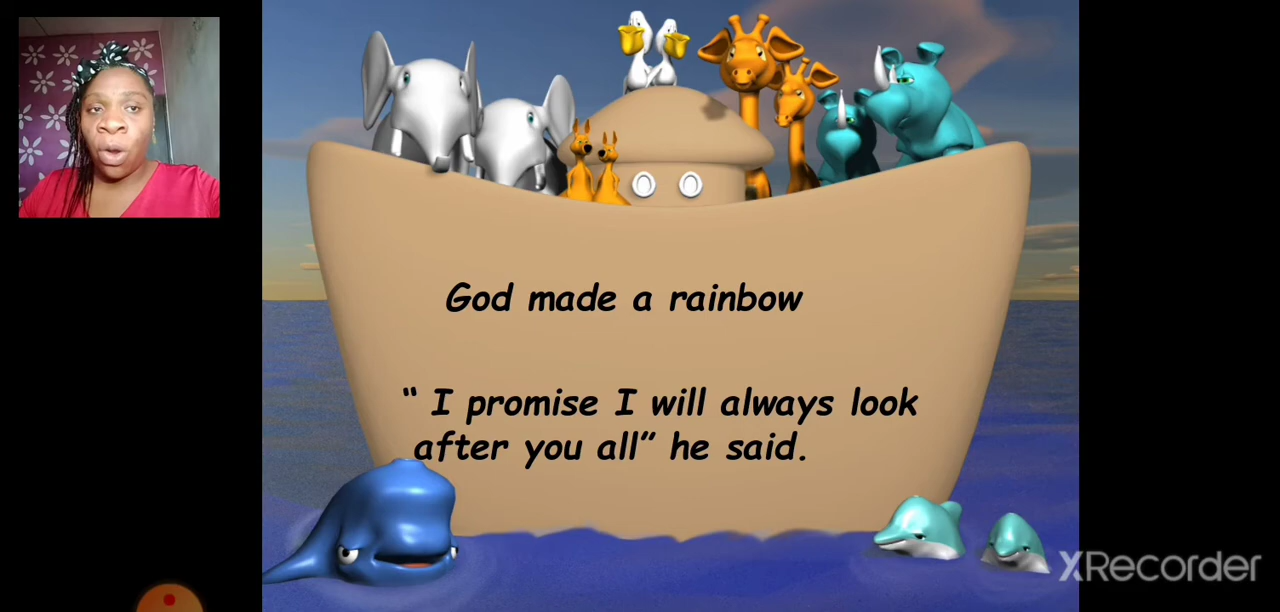 God made a rainbow
“ I promise I will always look
after you all” he said.
XRecorder